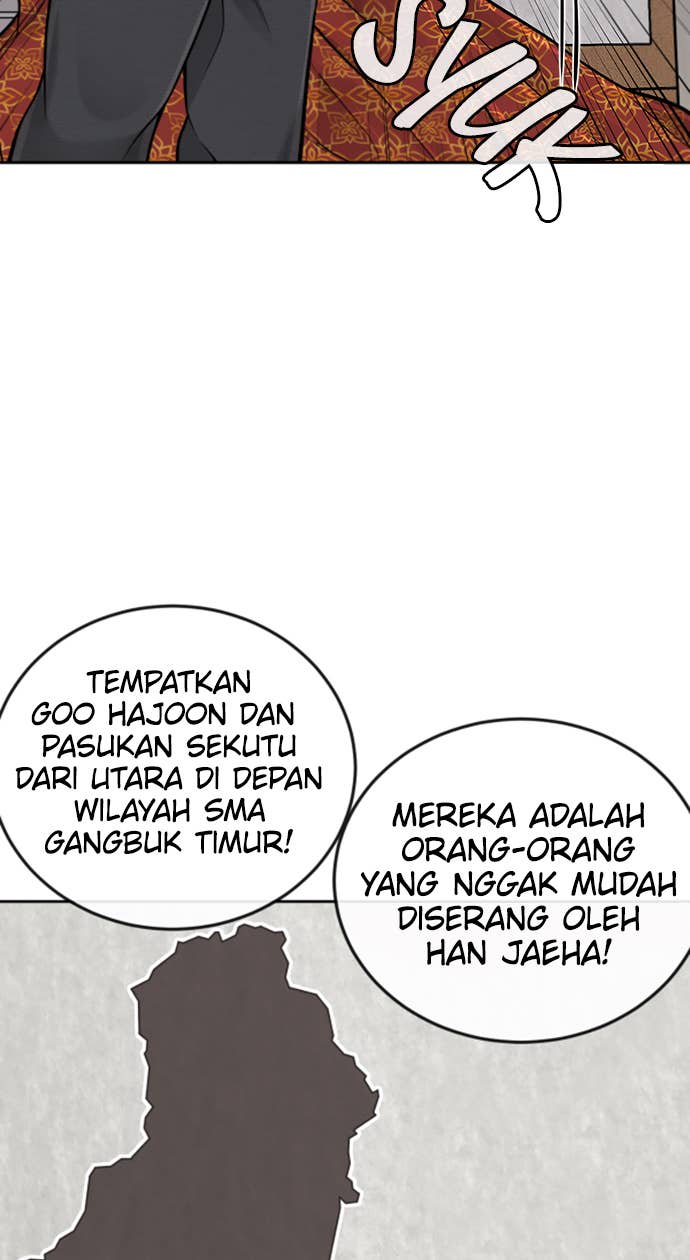 SYUK
TEMPATKAN
GOO HAJOON DAN
PASUKAN SEKUTU
DARI UTARA DI DEPAN
WILAYAH SMA
GANGBUK TIMUR!
MEREKA ADALAH
ORANG-ORANG
YANG NGGAK MUDAH
DISERANG OLEH
HAN JAEHA!